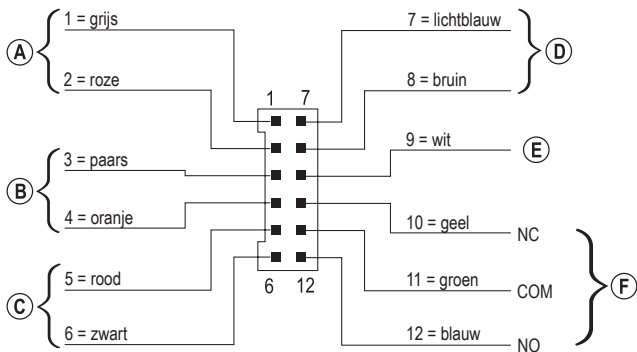 1 = grijs
A
2 = roze
3 = paars
B
4 = oranje
5 = rood
C
6 = zwart
1 7
6 12
7 = lichtblauw
D
8 = bruin
9 = wit
E
10 = geel
NC
11 = groen
COM
F
12 = blauw
NO